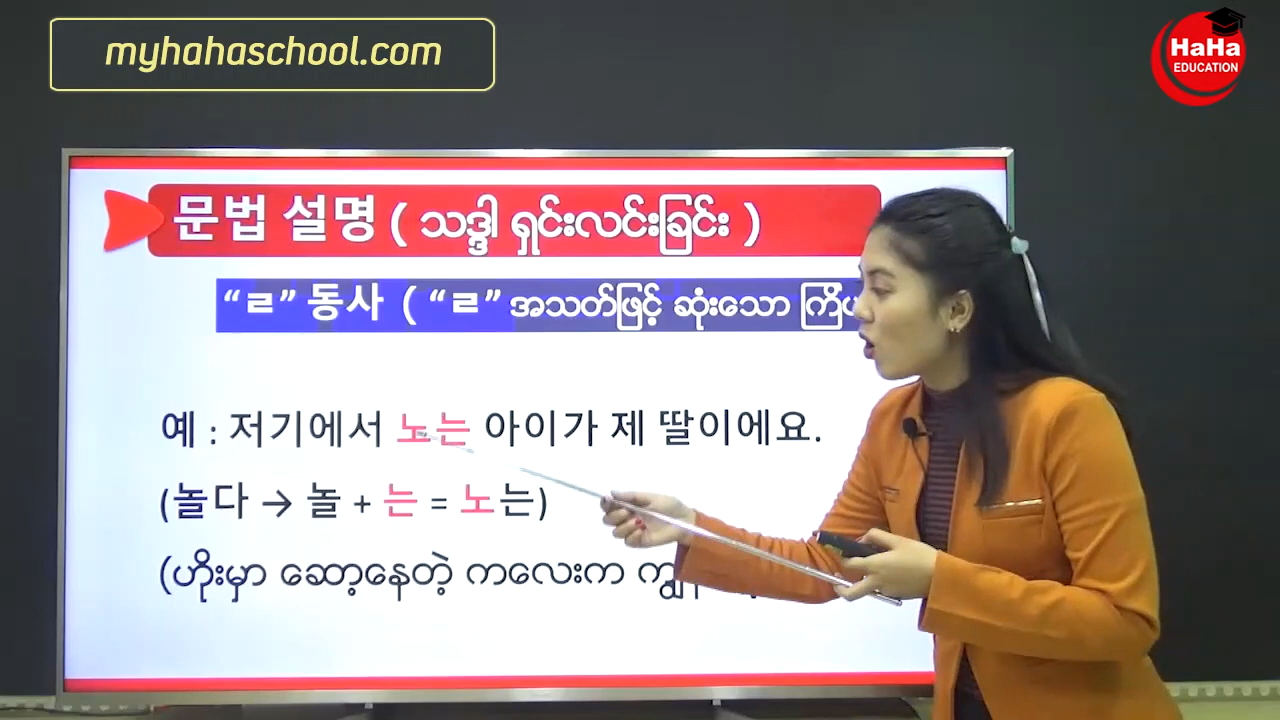 myhahaschool.com
HaHa
EDUCATION
문법 설명 ( သဒ္ဒါ ရှင်းလင်းခြင်း )
“ㄹ” 동사 ( “ㄹ” အသတ်ဖြင့် ဆုံးသော
예 : 저기에서 노는 아이가 제 딸이에요.
(놀다 → 놀 + 는 = 노는)
(ဟိုးမှာ ဆော့နေတဲ့ ကလေးက